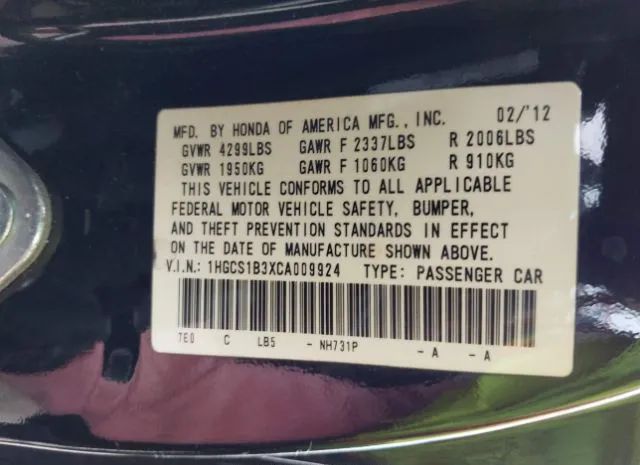 MFD. BY HONDA OF AMERICA MFG., INC. 02/'12
GVWR 4299LBS GAWR F 2337LBS R 2006LBS
GVWR 1950KG GAWR F 1060KG R 910KG
THIS VEHICLE CONFORMS TO ALL APPLICABLE
FEDERAL MOTOR VEHICLE SAFETY, BUMPER,
AND THEFT PREVENTION STANDARDS IN EFFECT
ON THE DATE OF MANUFACTURE SHOWN ABOVE.
V.I.N.: 1HGCS1B3XCA009924 TYPE: PASSENGER CAR
TE0 C LB5 - NH731P - A - A